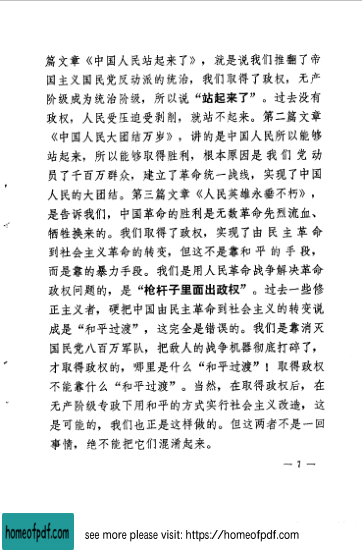 篇文章《中国人民站起来了》，就是说我们推翻了帝
国主义国民党反动派的统治，我们取得了政权，无产
阶级成为统治阶级，所以说“站起来了”。过去没有
政权，人民受压迫受剥削，就站不起来。第二篇文章
《中国人民大团结万岁》，讲的是中国人民所以能够
站起来，所以能够取得胜利，根本原因是我们党动
员了千百万群众，建立了革命统一战线，实现了中国
人民的大团结。第三篇文章《人民英雄永垂不朽》，
是告诉我们，中国革命的胜利是无数革命先烈流血、
牺牲换来的。我们取得了政权，实现了由民主革命
到社会主义革命的转变，但这不是靠和平的手段，
而是靠的暴力手段。我们是用人民革命战争解决革命
政权问题的，是“枪杆子里面出政权”。过去一些修
正主义者，硬把中国由民主革命到社会主义的转变说
成是“和平过渡”，这完全是错误的。我们是靠消灭
国民党八百万军队，把敌人的战争机器彻底打碎了，
才取得政权的，哪里是什么“和平过渡”！取得政权
不能靠什么“和平过渡”。当然，在取得政权后，在
无产阶级专政下用和平的方式实行社会主义改造，这
是可能的，我们也正是这样做的。但这两者不是一回
事情，绝不能把它们混淆起来。
— 7 —
homeofpdf.com
see more please visit: https://homeofpdf.com